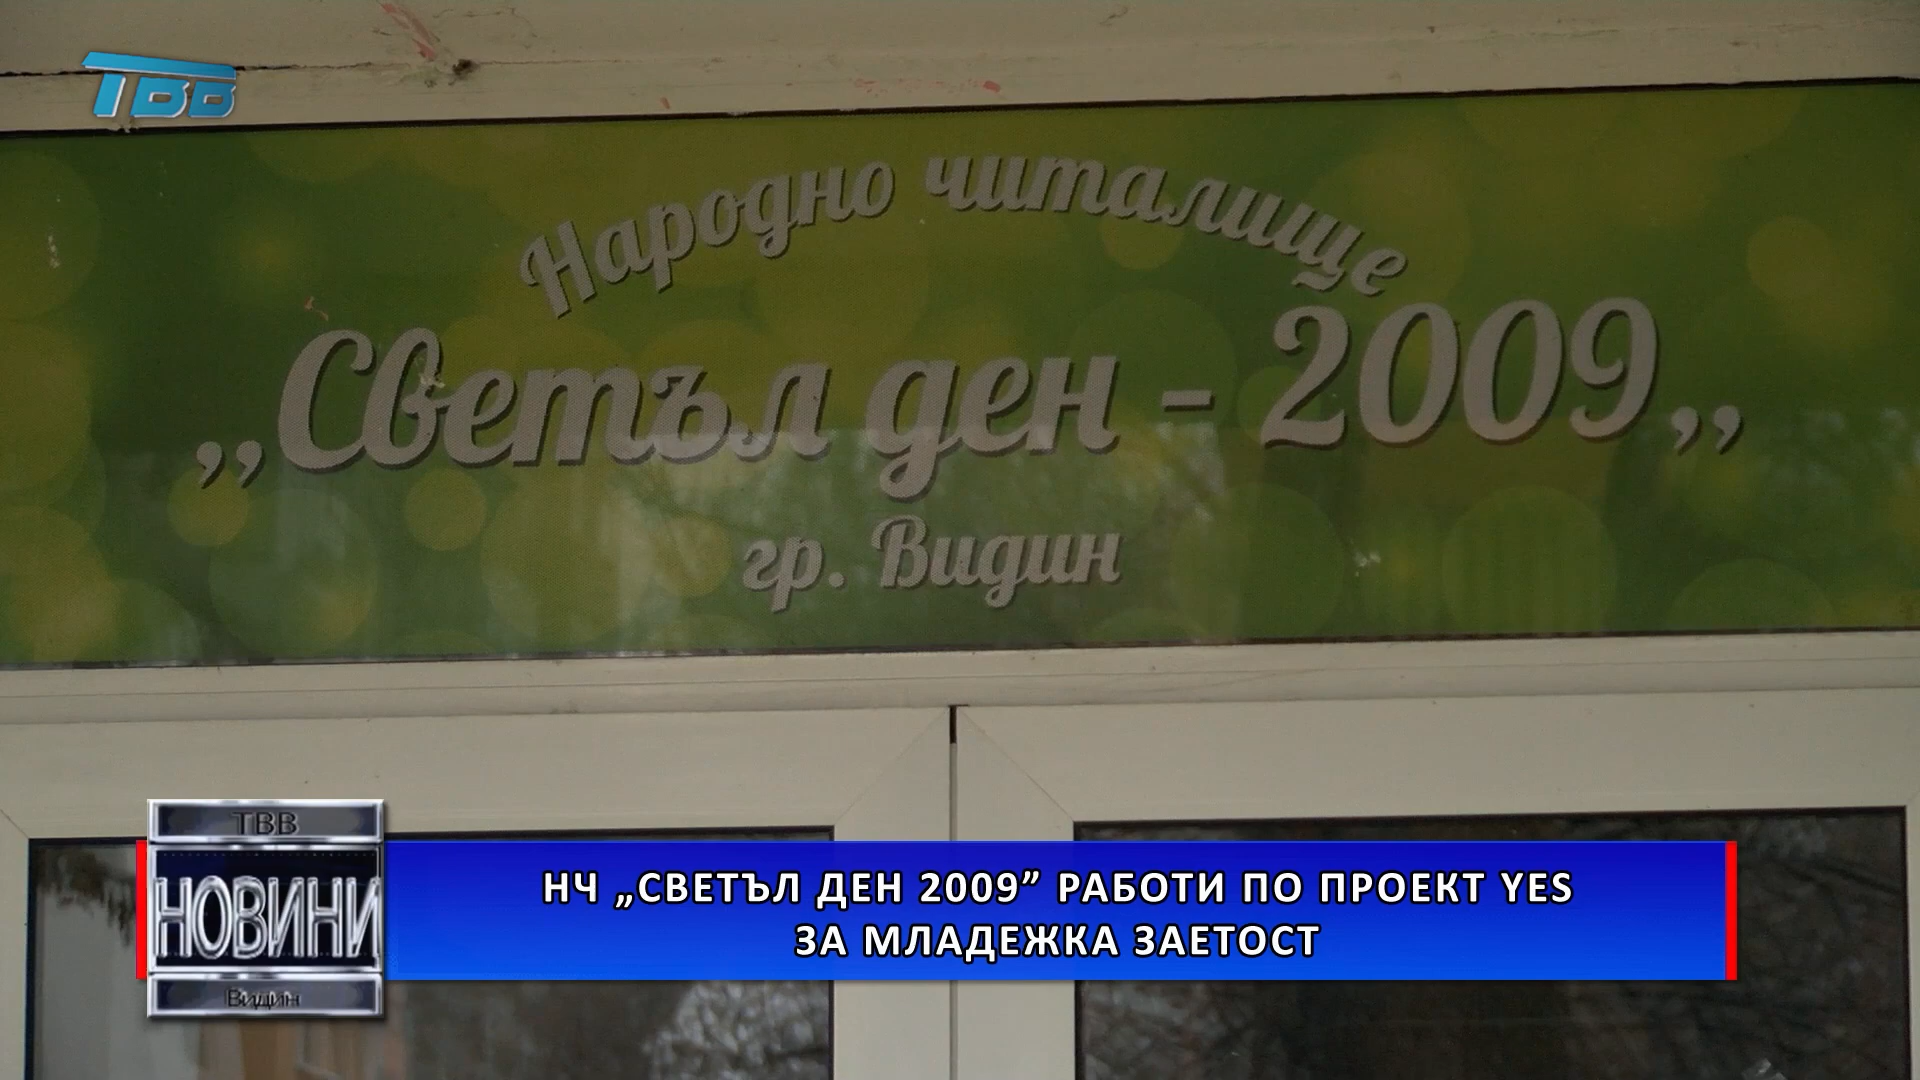 ТВВ
Народно читалище
„Светъл ден - 2009„
гр. Видин
ТВВ
НОВИНИ
Видин
НЧ „СВЕТЪЛ ДЕН 2009” РАБОТИ ПО ПРОЕКТ YES
ЗА МЛАДЕЖКА ЗАЕТОСТ